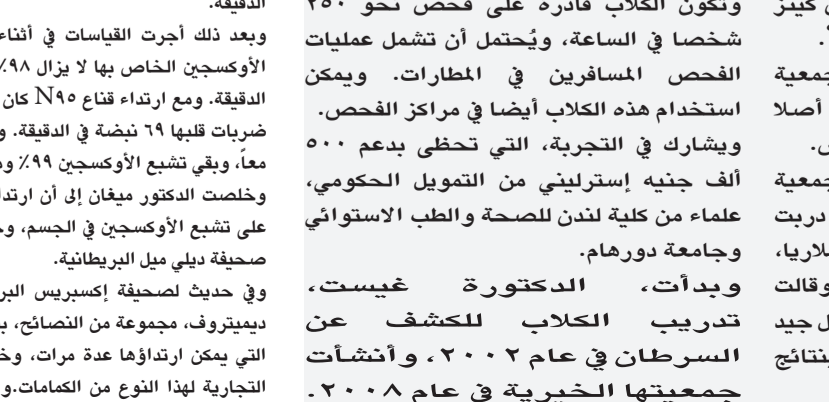 كينز
.
جمعية
أصلا
س.
جمعية
دربت
لاريا،
وقالت
ل جيد
نتائج
وتكون الكلاب قادرة على فحص نحو ٢٥٠
شخصا في الساعة، ويُحتمل أن تشمل عمليات
الفحص المسافرين في المطارات. ويمكن
استخدام هذه الكلاب أيضا في مراكز الفحص.
ويشارك في التجربة، التي تحظى بدعم ٥٠٠
ألف جنيه إسترليني من التمويل الحكومي،
علماء من كلية لندن للصحة والطب الاستوائي
وجامعة دورهام.
وبدأت، الدكتورة غيست،
تدريب الكلاب للكشف عن
السرطان في عام ٢٠٠٢، وأنشأت
جمعيتها الخيرية في عام ٢٠٠٨.
الدقيقة.
وبعد ذلك أجرت القياسات في أثناء
الأوكسجين الخاص بها لا يزال ٩٨٪
الدقيقة. ومع ارتداء قناع N٩٥ كان
ضربات قلبها ٦٩ نبضة في الدقيقة. و
معاً، وبقي تشبع الأوكسجين ٩٩٪ وم
وخلصت الدكتور ميغان إلى أن ارتدا
على تشبع الأوكسجين في الجسم، وح
صحيفة ديلي ميل البريطانية.
وفي حديث لصحيفة إكسبريس البر
ديميتروف، مجموعة من النصائح، ب
التي يمكن ارتداؤها عدة مرات، وخ
التجارية لهذا النوع من الكمامات.و